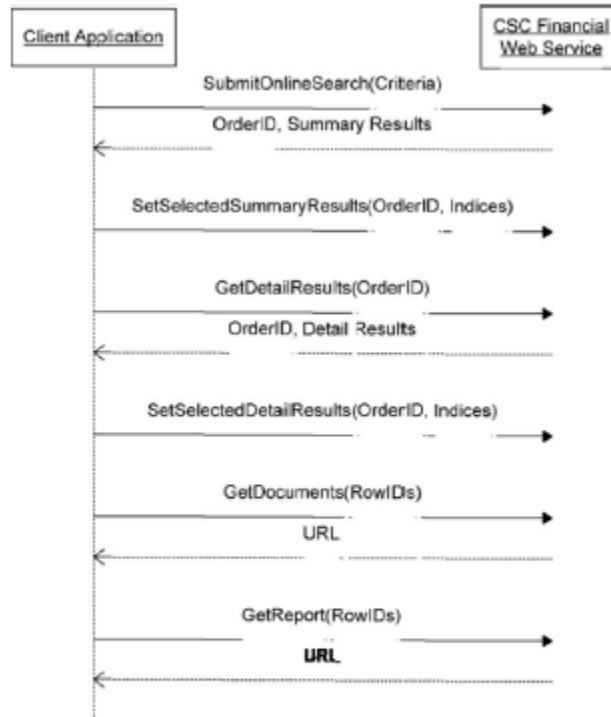 Client Application
CSC Financial
Web Service
SubmitOnlineSearch(Criteria)
OrderID, Summary Results
SetSelectedSummaryResults(OrderID, Indices)
GetDetailResults(OrderID)
OrderID, Detail Results
SetSelectedDetailResults(OrderID, Indices)
GetDocuments(RowIDs)
URL
GetReport(RowIDs)
URL